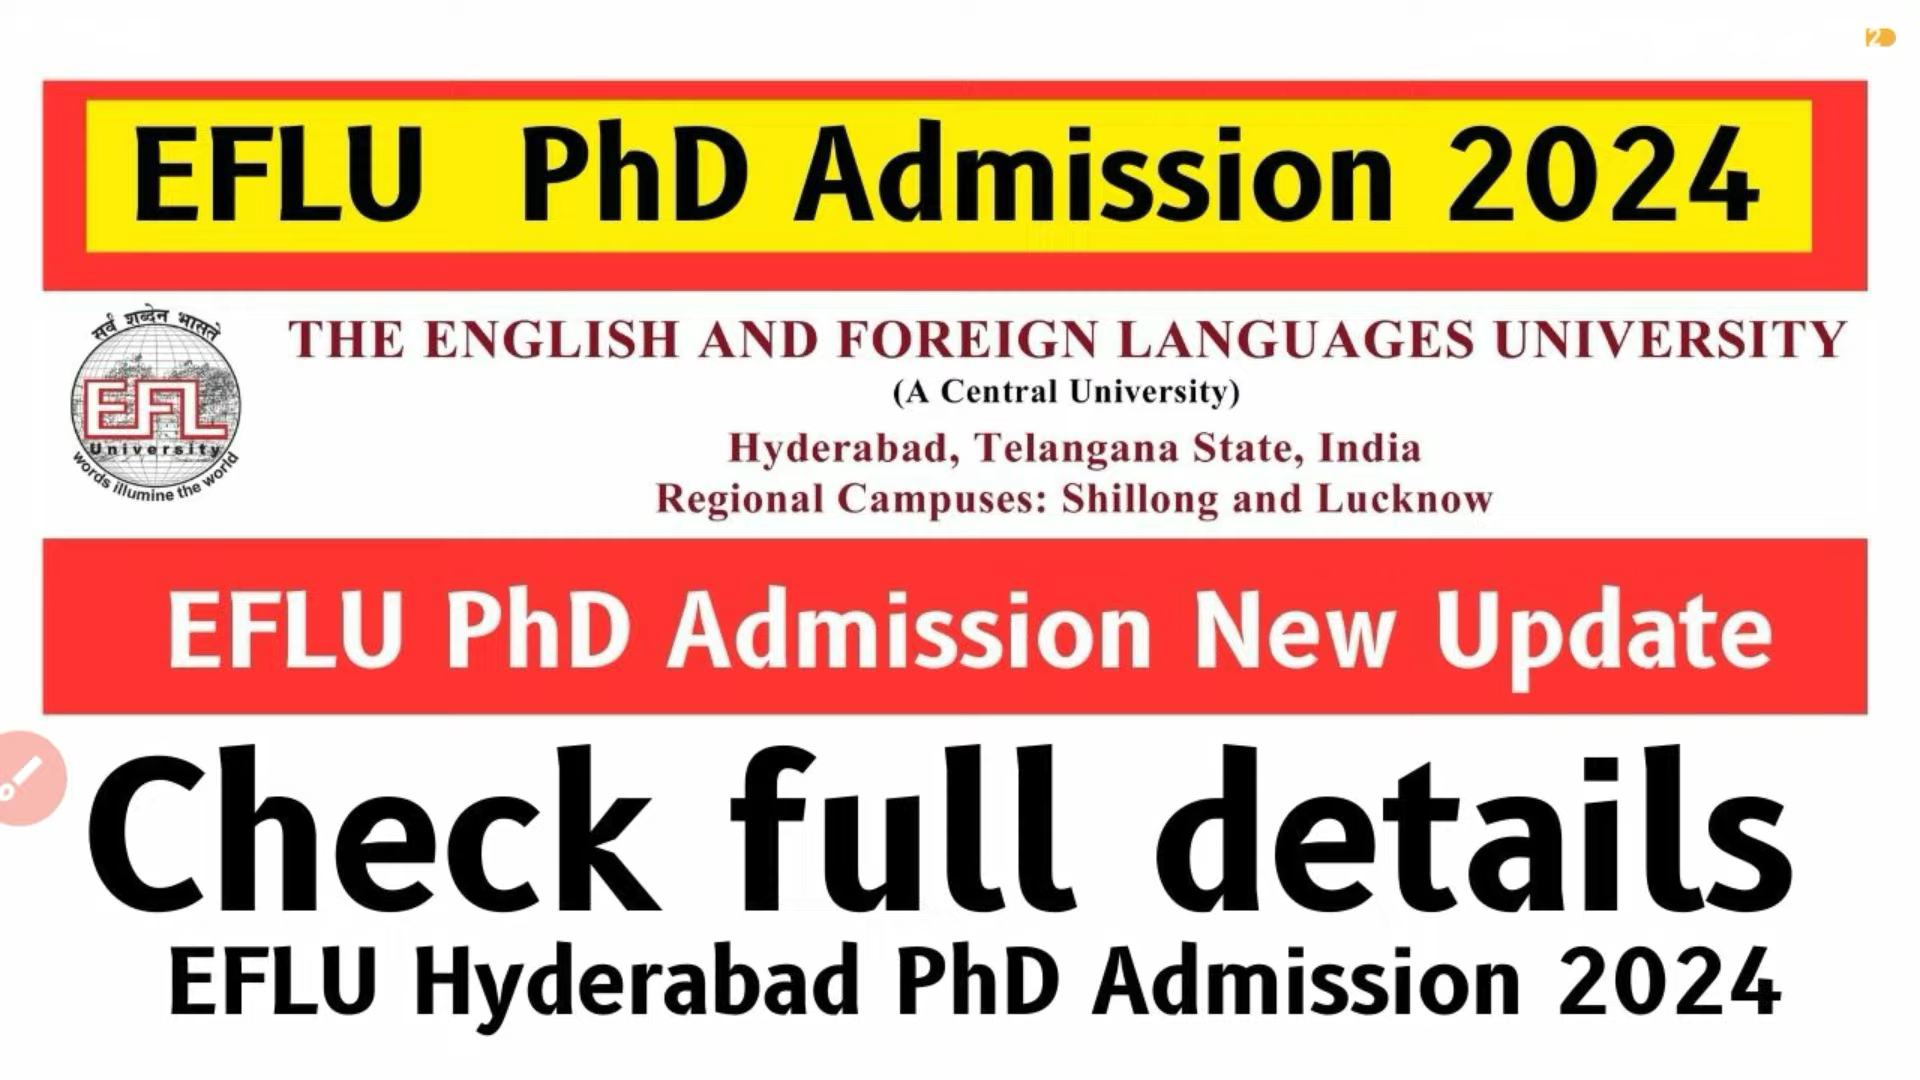 EFLU PhD Admission 2024
सर्वं शब्देन भासते
EFL
University
words illumine the world
THE ENGLISH AND FOREIGN LANGUAGES UNIVERSITY
(A Central University)
Hyderabad, Telangana State, India
Regional Campuses: Shillong and Lucknow
EFLU PhD Admission New Update
Check full details
EFLU Hyderabad PhD Admission 2024